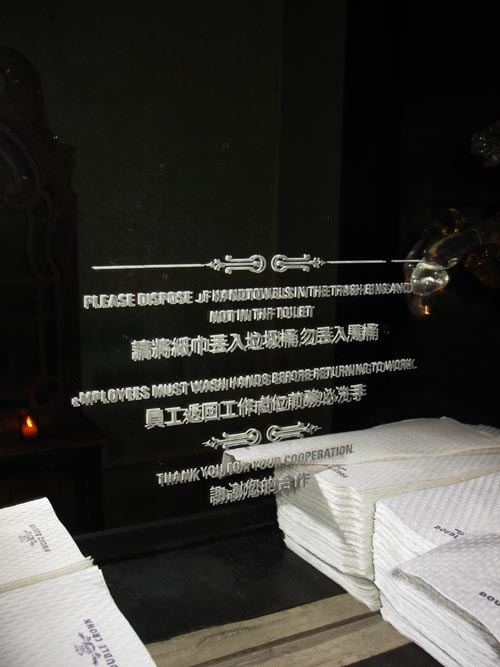 PLEASE DISPOSE OF HANDTOWELS IN THE TRASH BINS AND
NOT IN THE TOILET
請將紙巾丟入垃圾桶 勿丟入馬桶
EMPLOYEES MUST WASH HANDS BEFORE RETURNING TO WORK.
員工返回工作崗位前務必洗手
THANK YOU FOR YOUR COOPERATION.
謝謝您的合作
DOUBLE CROWN